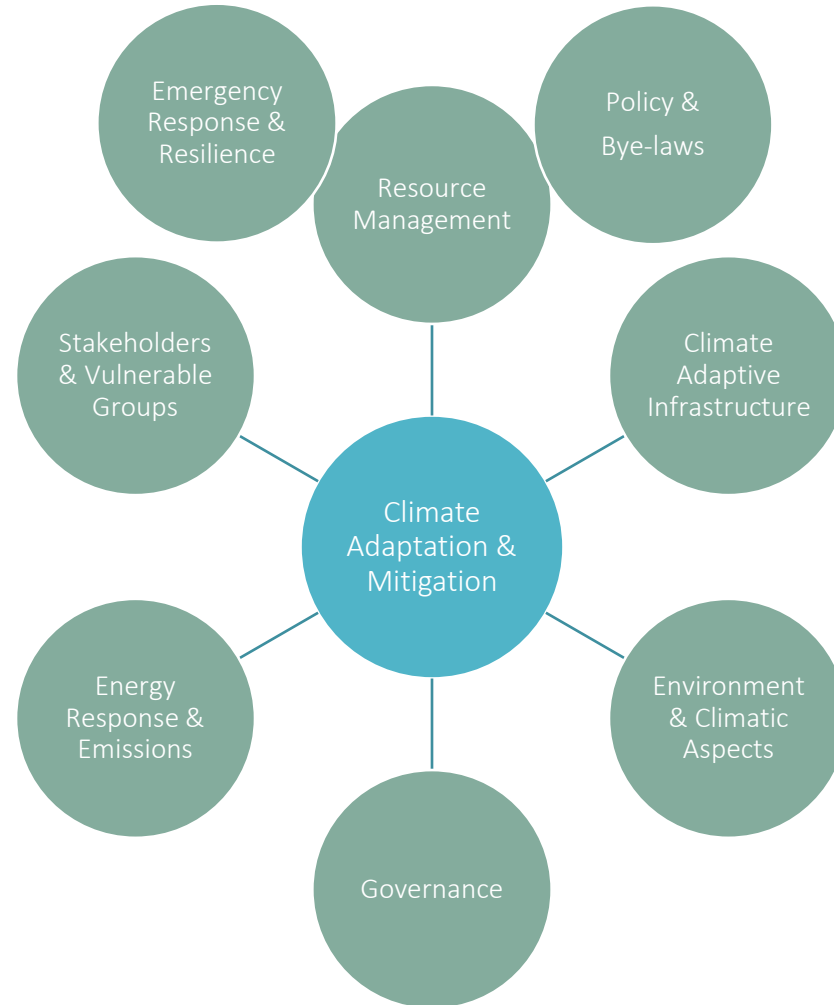 Emergency
Response &
Resilience
Policy &
Bye-laws
Resource
Management
Stakeholders
& Vulnerable
Groups
Climate
Adaptive
Infrastructure
Climate
Adaptation &
Mitigation
Energy
Response &
Emissions
Environment
& Climatic
Aspects
Governance